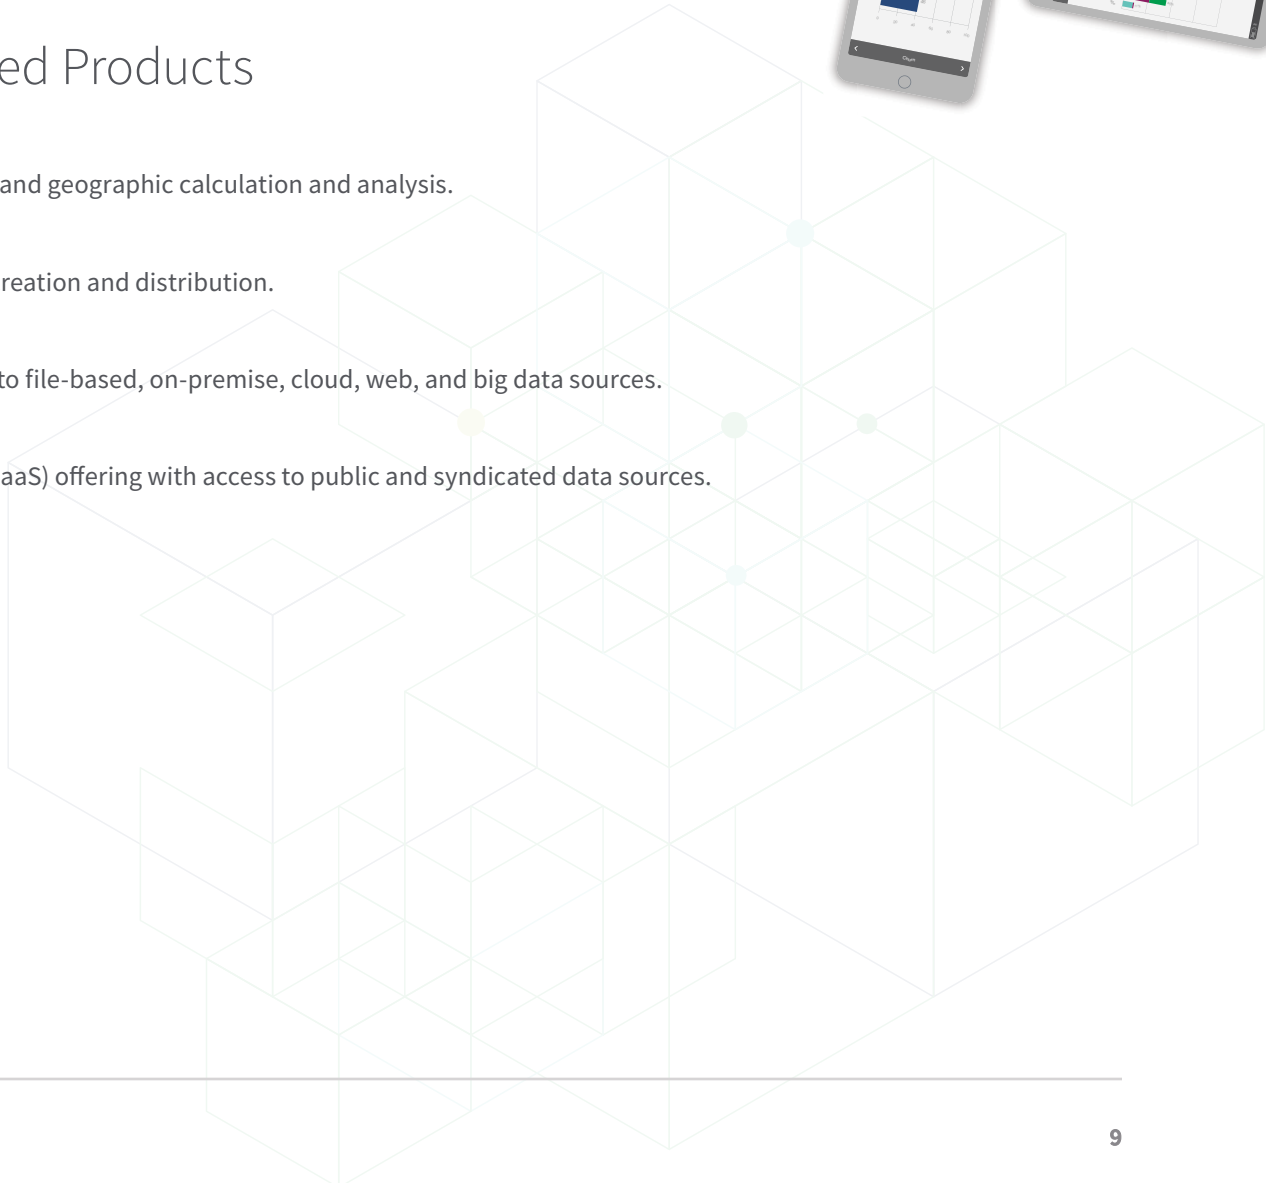 ed Products
and geographic calculation and analysis.
reation and distribution.
to file-based, on-premise, cloud, web, and big data sources.
aaS) offering with access to public and syndicated data sources.
9